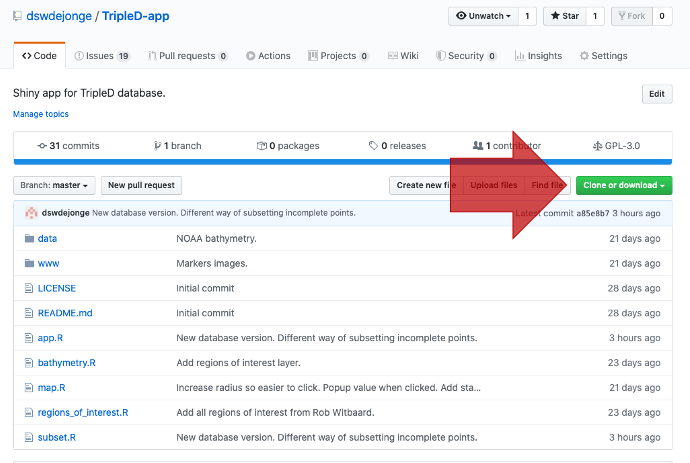 dswdejonge / TripleD-app
Unwatch 1 Star 1 Fork 0
Code Issues 19 Pull requests 0 Actions Projects 0 Wiki Security 0 Insights Settings
Shiny app for TripleD database. Edit
Manage topics
31 commits 1 branch 0 packages 0 releases 1 contributor GPL-3.0
Branch: master New pull request Create new file Upload files Find file Clone or download
dswdejonge New database version. Different way of subsetting incomplete points. Latest commit a85e8b7 3 hours ago
data NOAA bathymetry. 21 days ago
www Markers images. 21 days ago
LICENSE Initial commit 28 days ago
README.md Initial commit 28 days ago
app.R New database version. Different way of subsetting incomplete points. 3 hours ago
bathymetry.R Add regions of interest layer. 23 days ago
map.R Increase radius so easier to click. Popup value when clicked. Add sta... 21 days ago
regions_of_interest.R Add all regions of interest from Rob Witbaard. 23 days ago
subset.R New database version. Different way of subsetting incomplete points. 3 hours ago